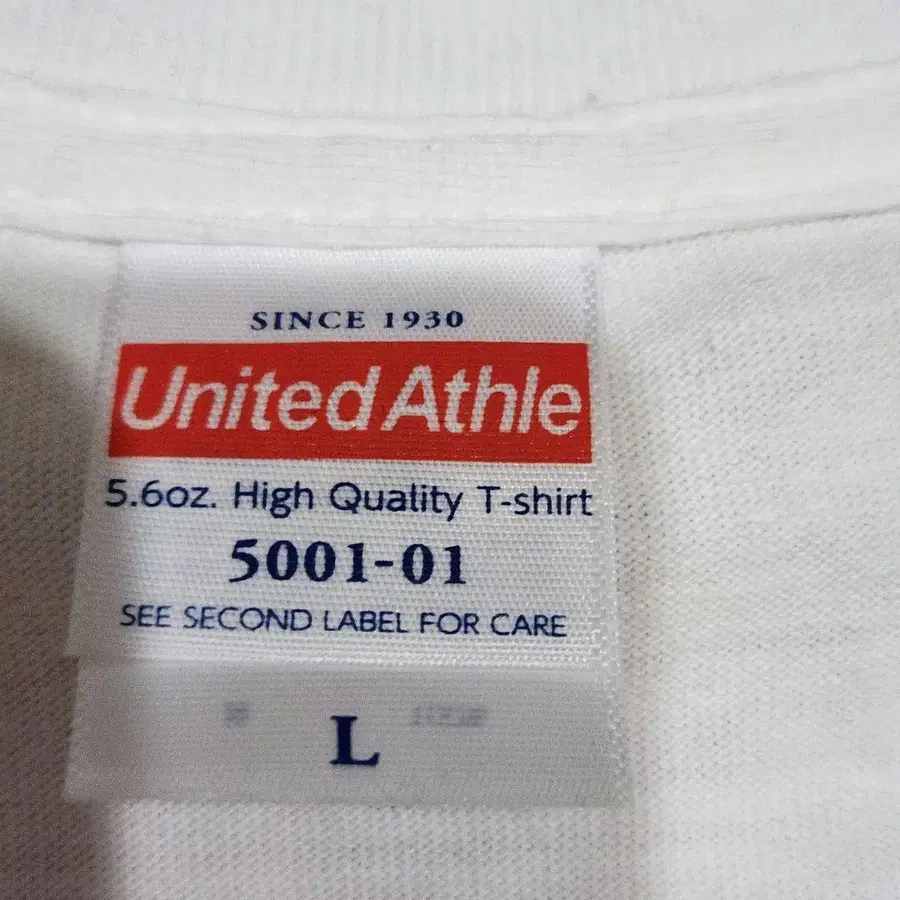 SINCE 1930
United Athle
5.6oz. High Quality T-shirt
5001-01
SEE SECOND LABEL FOR CARE
L